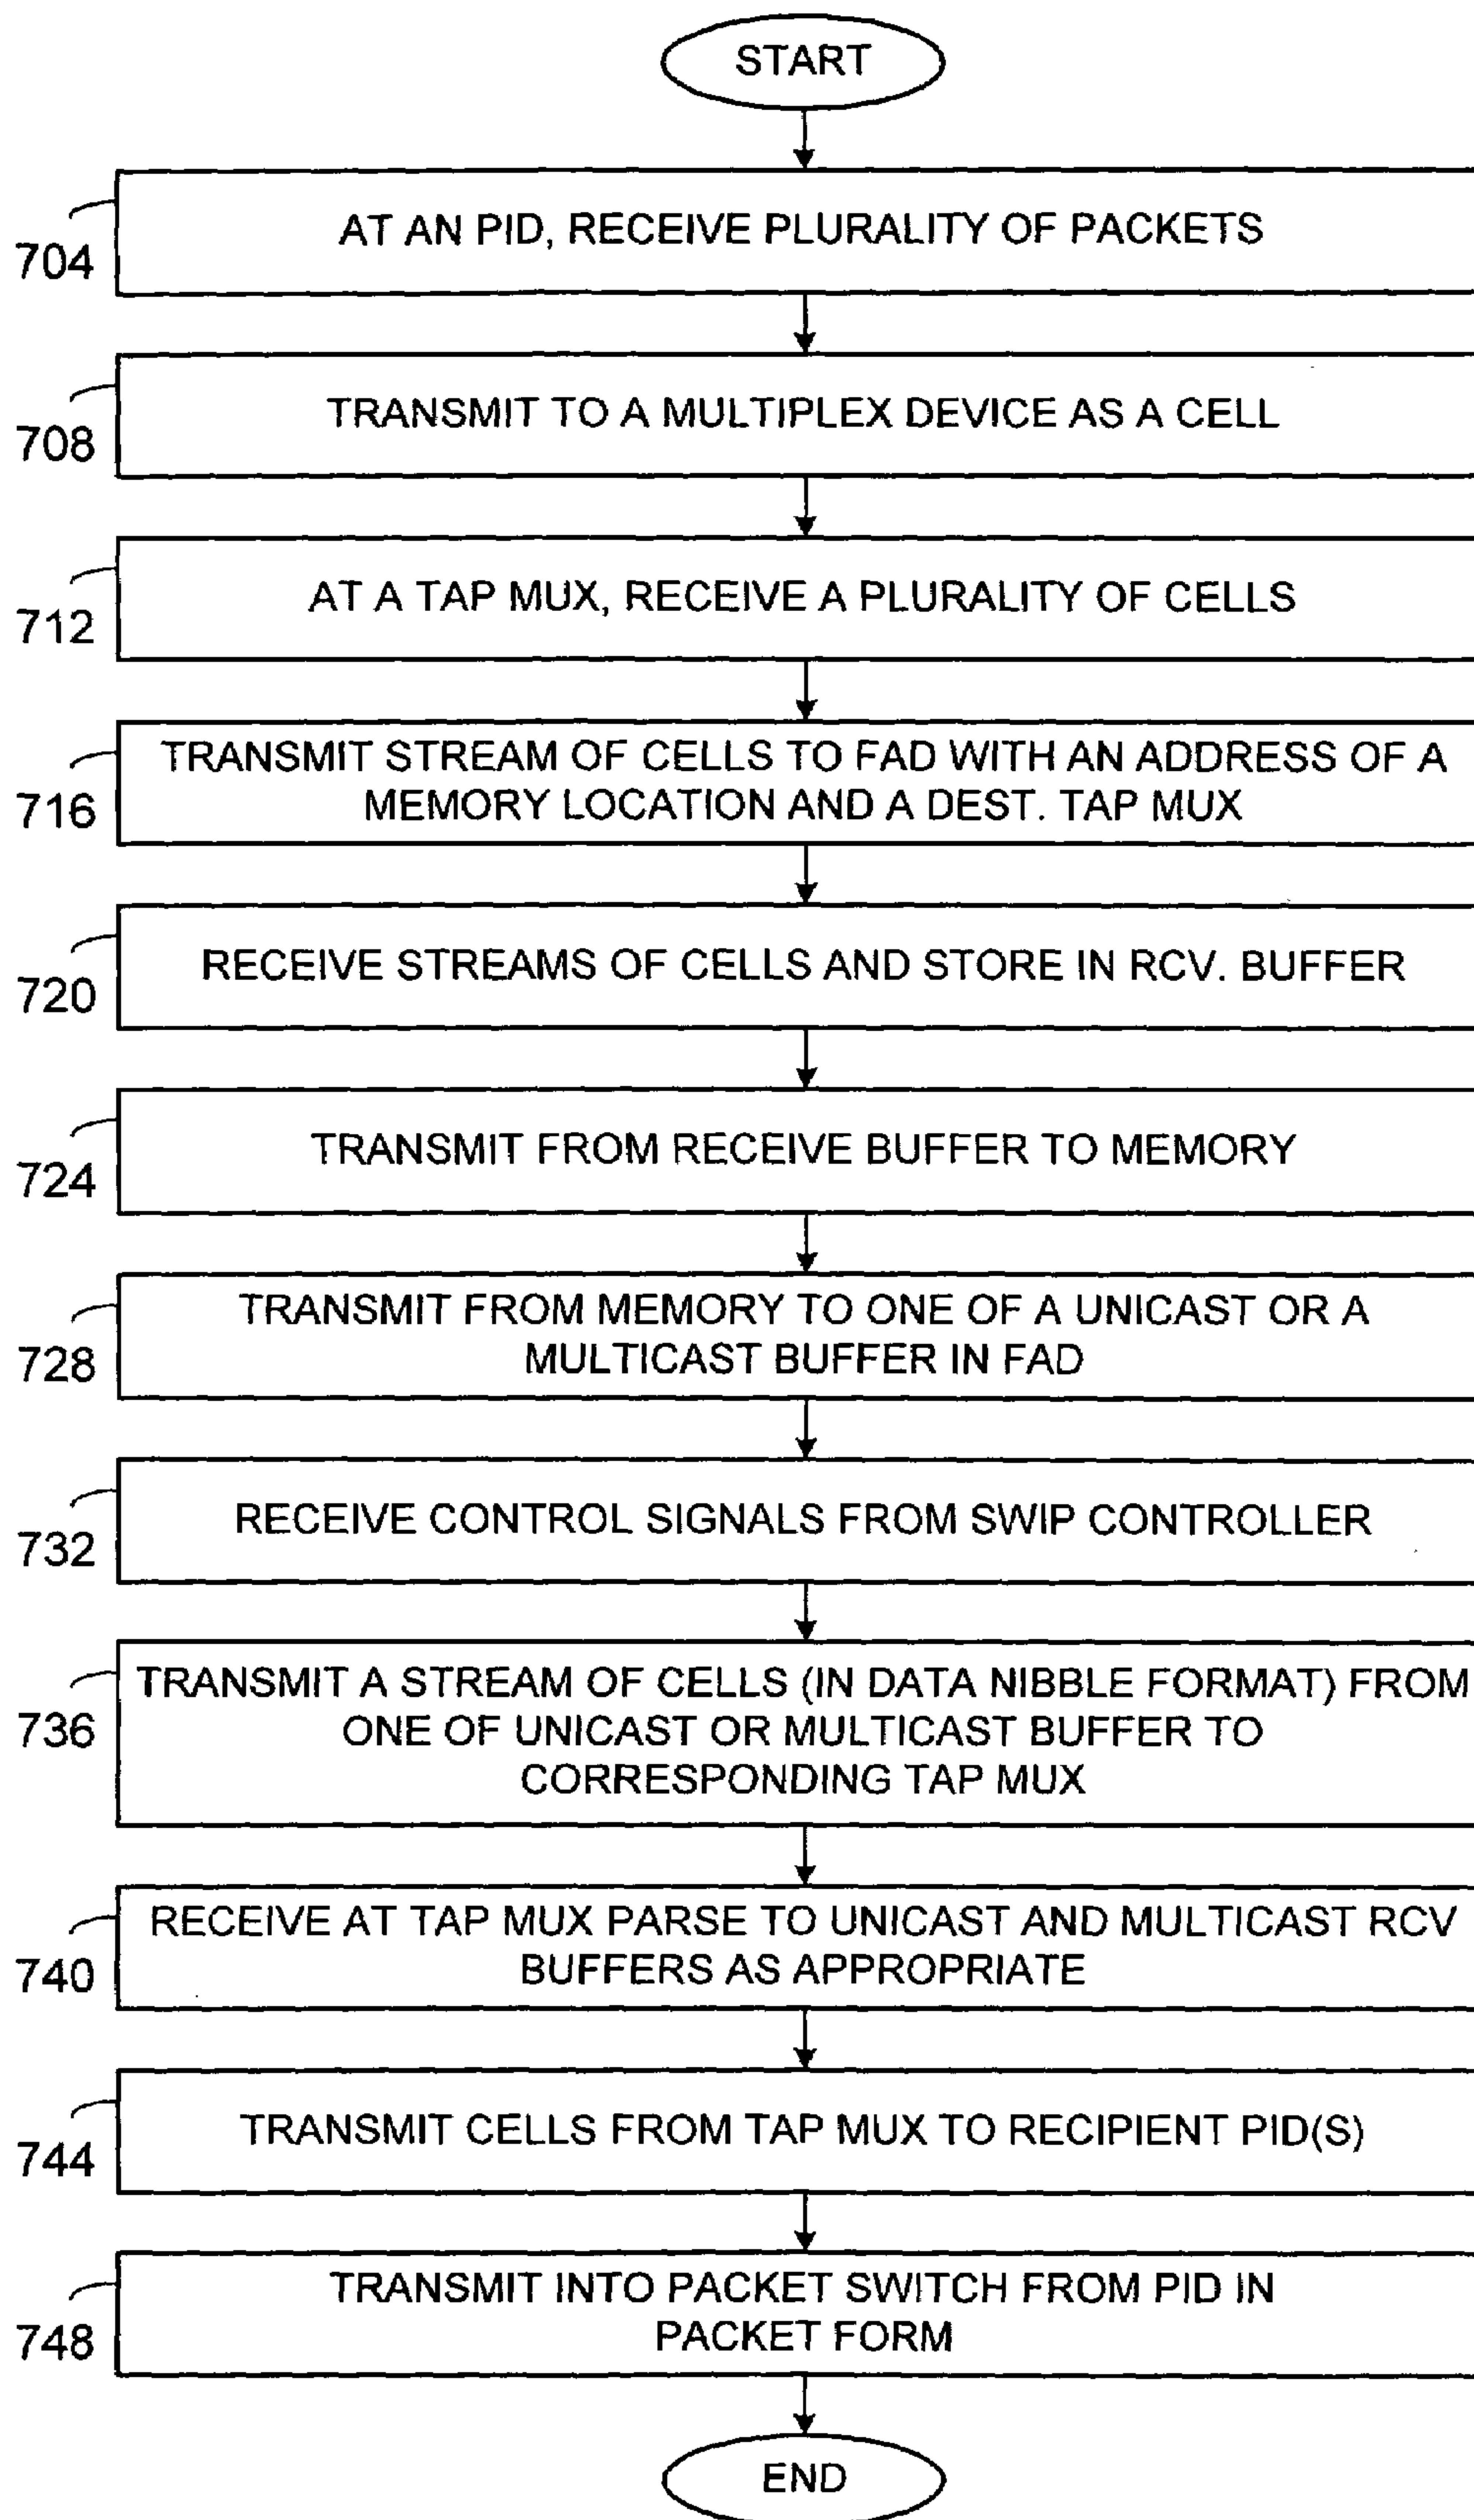 START
AT AN PID, RECEIVE PLURALITY OF PACKETS
704
TRANSMIT TO A MULTIPLEX DEVICE AS A CELL
708
AT A TAP MUX, RECEIVE A PLURALITY OF CELLS
712
TRANSMIT STREAM OF CELLS TO FAD WITH AN ADDRESS OF A
MEMORY LOCATION AND A DEST. TAP MUX
716
RECEIVE STREAMS OF CELLS AND STORE IN RCV. BUFFER
720
TRANSMIT FROM RECEIVE BUFFER TO MEMORY
724
TRANSMIT FROM MEMORY TO ONE OF A UNICAST OR A
MULTICAST BUFFER IN FAD
728
RECEIVE CONTROL SIGNALS FROM SWIP CONTROLLER
732
TRANSMIT A STREAM OF CELLS (IN DATA NIBBLE FORMAT) FROM
ONE OF UNICAST OR MULTICAST BUFFER TO
CORRESPONDING TAP MUX
736
RECEIVE AT TAP MUX PARSE TO UNICAST AND MULTICAST RCV
BUFFERS AS APPROPRIATE
740
TRANSMIT CELLS FROM TAP MUX TO RECIPIENT PID(S)
744
TRANSMIT INTO PACKET SWITCH FROM PID IN
PACKET FORM
748
END